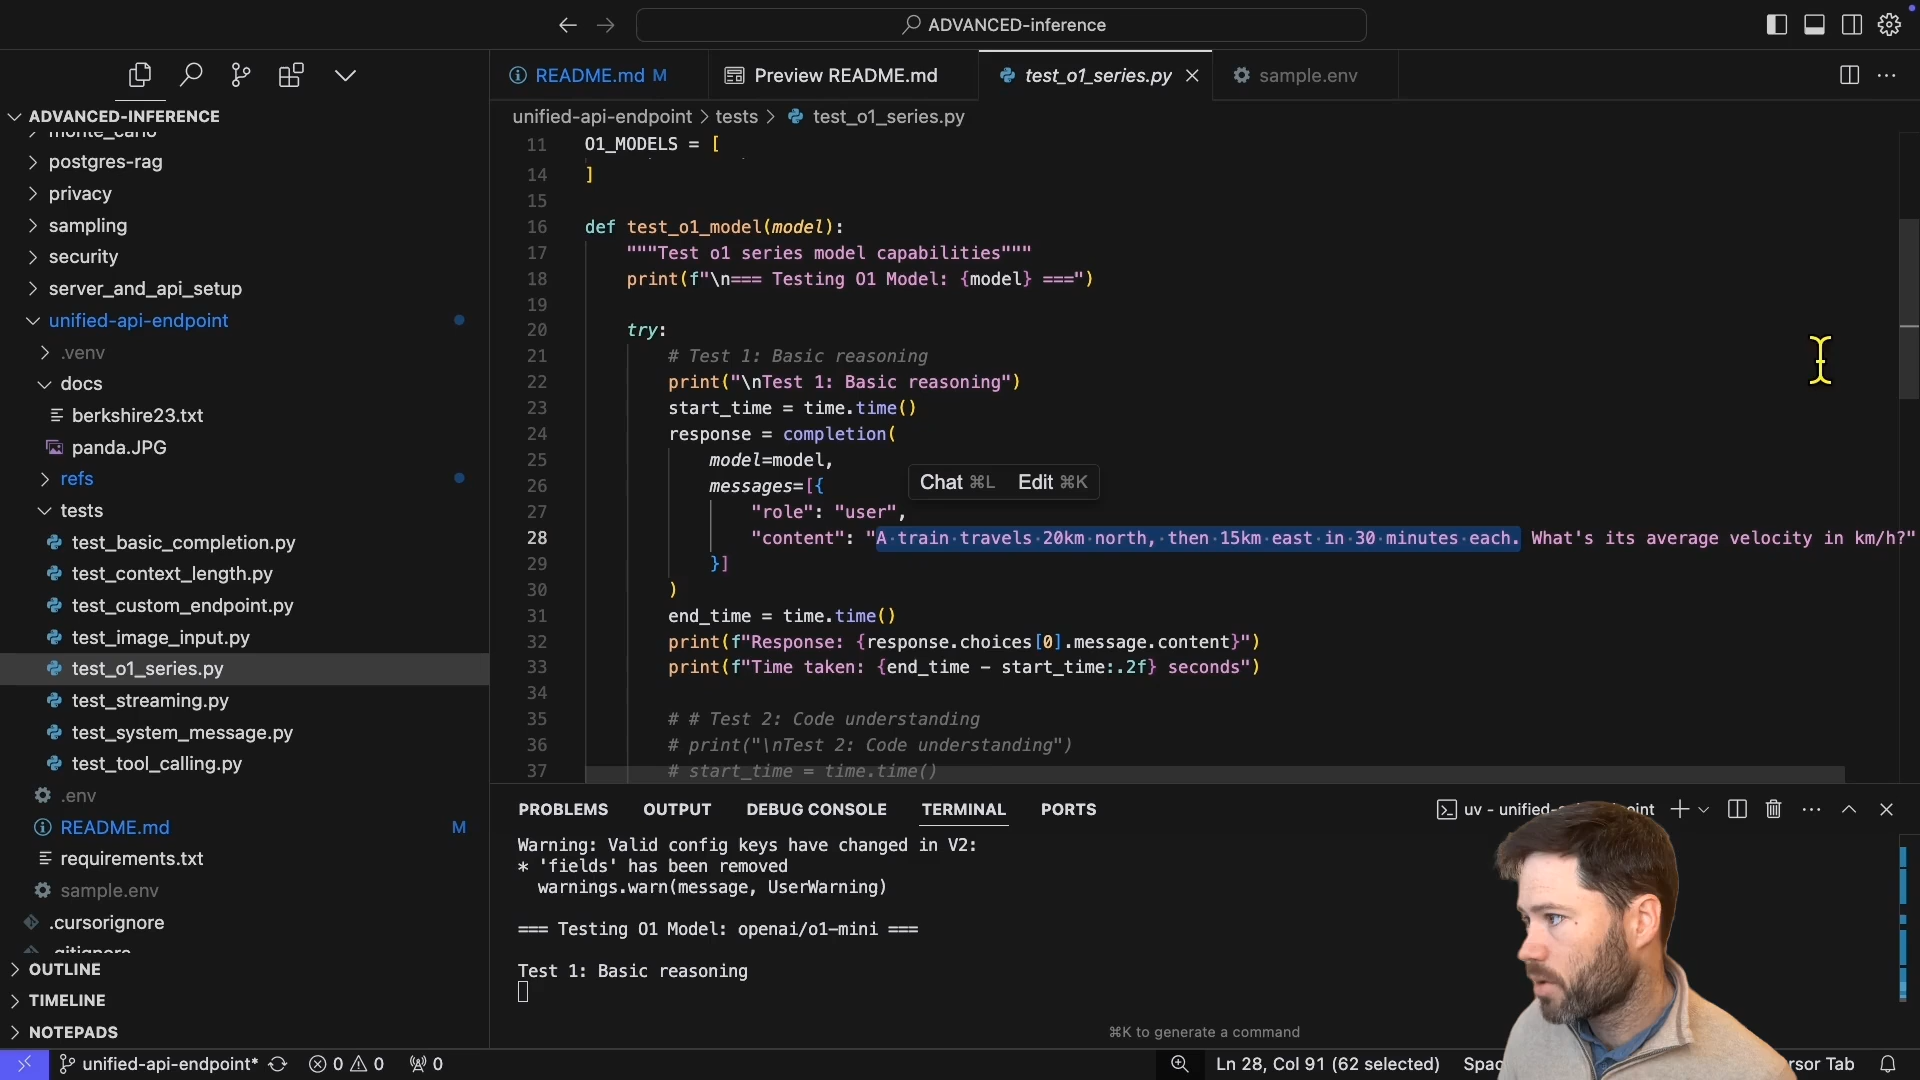 ADVANCED-inference
README.md M
Preview README.md
test_o1_series.py
sample.env
unified-api-endpoint > tests > test_o1_series.py
ADVANCED-INFERENCE
monte_carlo
postgres-rag
privacy
sampling
security
server_and_api_setup
unified-api-endpoint
.venv
docs
berkshire23.txt
panda.JPG
refs
tests
test_basic_completion.py
test_context_length.py
test_custom_endpoint.py
test_image_input.py
test_o1_series.py
test_streaming.py
test_system_message.py
test_tool_calling.py
.env
README.md M
requirements.txt
sample.env
.cursorignore
.gitignore
OUTLINE
TIMELINE
NOTEPADS
11 O1_MODELS = [
14 ]
15
16 def test_o1_model(model):
17 """Test o1 series model capabilities"""
18 print(f"\n=== Testing O1 Model: {model} ===")
19
20 try:
21 # Test 1: Basic reasoning
22 print("\nTest 1: Basic reasoning")
23 start_time = time.time()
24 response = completion(
25 model=model,
26 messages=[{
Chat ⌘L Edit ⌘K
27 "role": "user",
28 "content": "A train travels 20km north, then 15km east in 30 minutes each. What's its average velocity in km/h?"
29 }]
30 )
31 end_time = time.time()
32 print(f"Response: {response.choices[0].message.content}")
33 print(f"Time taken: {end_time - start_time:.2f} seconds")
34
35 # # Test 2: Code understanding
36 # print("\nTest 2: Code understanding")
37 # start_time = time.time()
PROBLEMS OUTPUT DEBUG CONSOLE TERMINAL PORTS
uv - unified- int
Warning: Valid config keys have changed in V2:
* 'fields' has been removed
warnings.warn(message, UserWarning)
=== Testing O1 Model: openai/o1-mini ===
Test 1: Basic reasoning
⌘K to generate a command
unified-api-endpoint* 0 0 0
Ln 28, Col 91 (62 selected) Spac rsor Tab